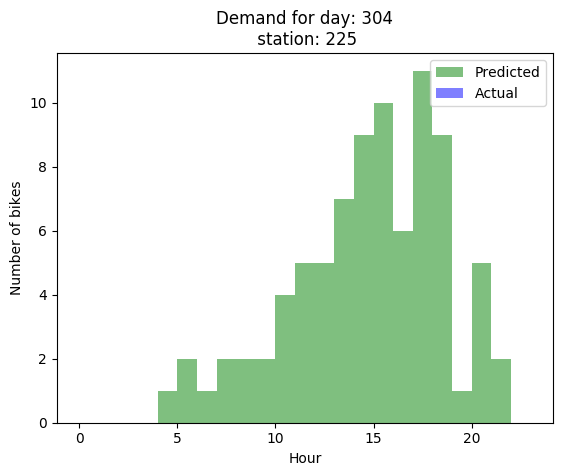 Demand for day: 304
station: 225
Predicted
Actual
Number of bikes
10
8
6
4
2
0
0
5
10
15
20
Hour